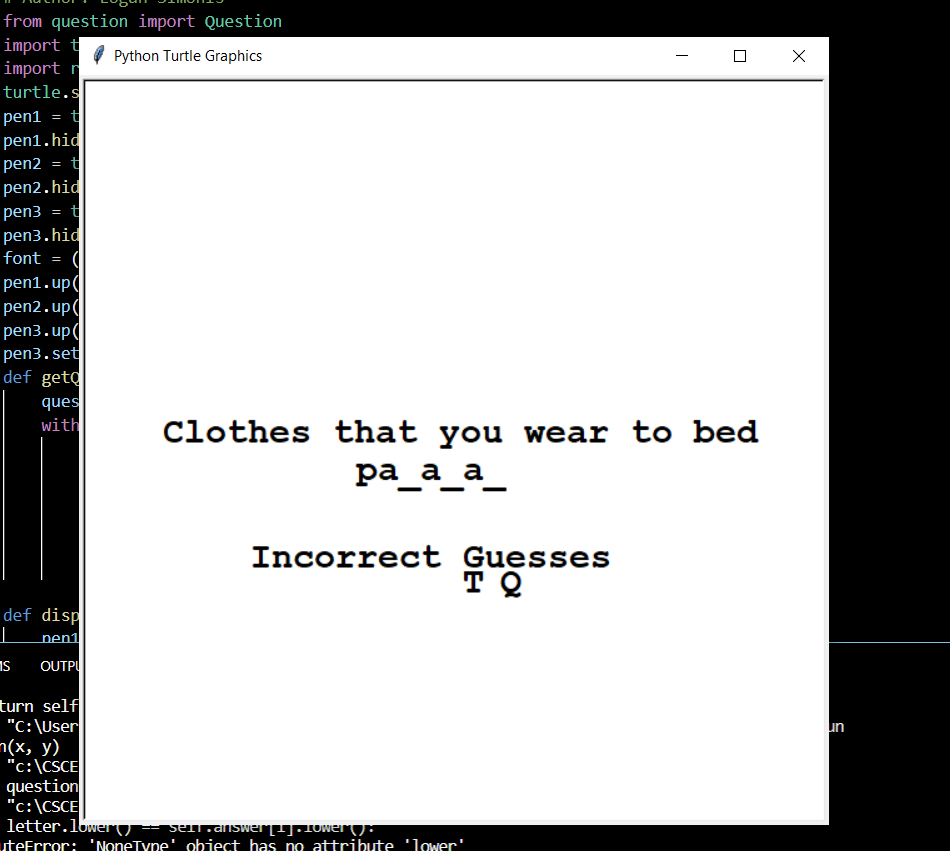 # Author: Logan Simonis
from question import Question
import t
import r
turtle.s
pen1 = t
pen1.hid
pen2 = t
pen2.hid
pen3 = t
pen3.hid
font = (
pen1.up(
pen2.up(
pen3.up(
pen3.set
def getQ
ques
with
def disp
pen1
Python Turtle Graphics
Clothes that you wear to bed
pa_a_a_
Incorrect Guesses
T Q
MS OUTPU
turn self
"C:\User un
n(x, y)
"c:\CSCE
question
"c:\CSCE
letter.lower() == self.answer[i].lower():
uteError: 'NoneType' object has no attribute 'lower'